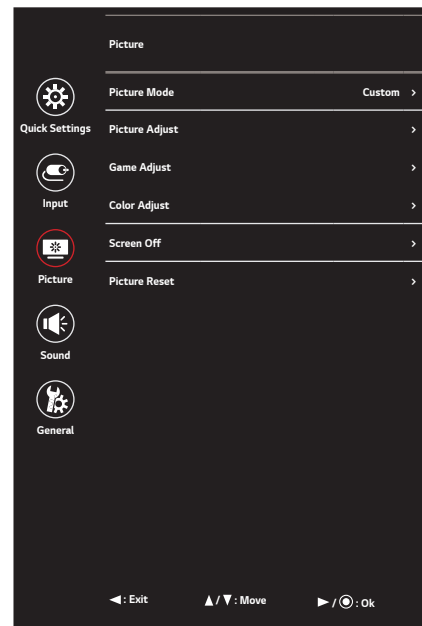 Picture
Picture Mode Custom >
Quick Settings
Picture Adjust >
Game Adjust >
Input
Color Adjust >
Screen Off >
Picture
Picture Reset >
Sound
General
◄ : Exit ▲ / ▼ : Move ► / ◉ : Ok